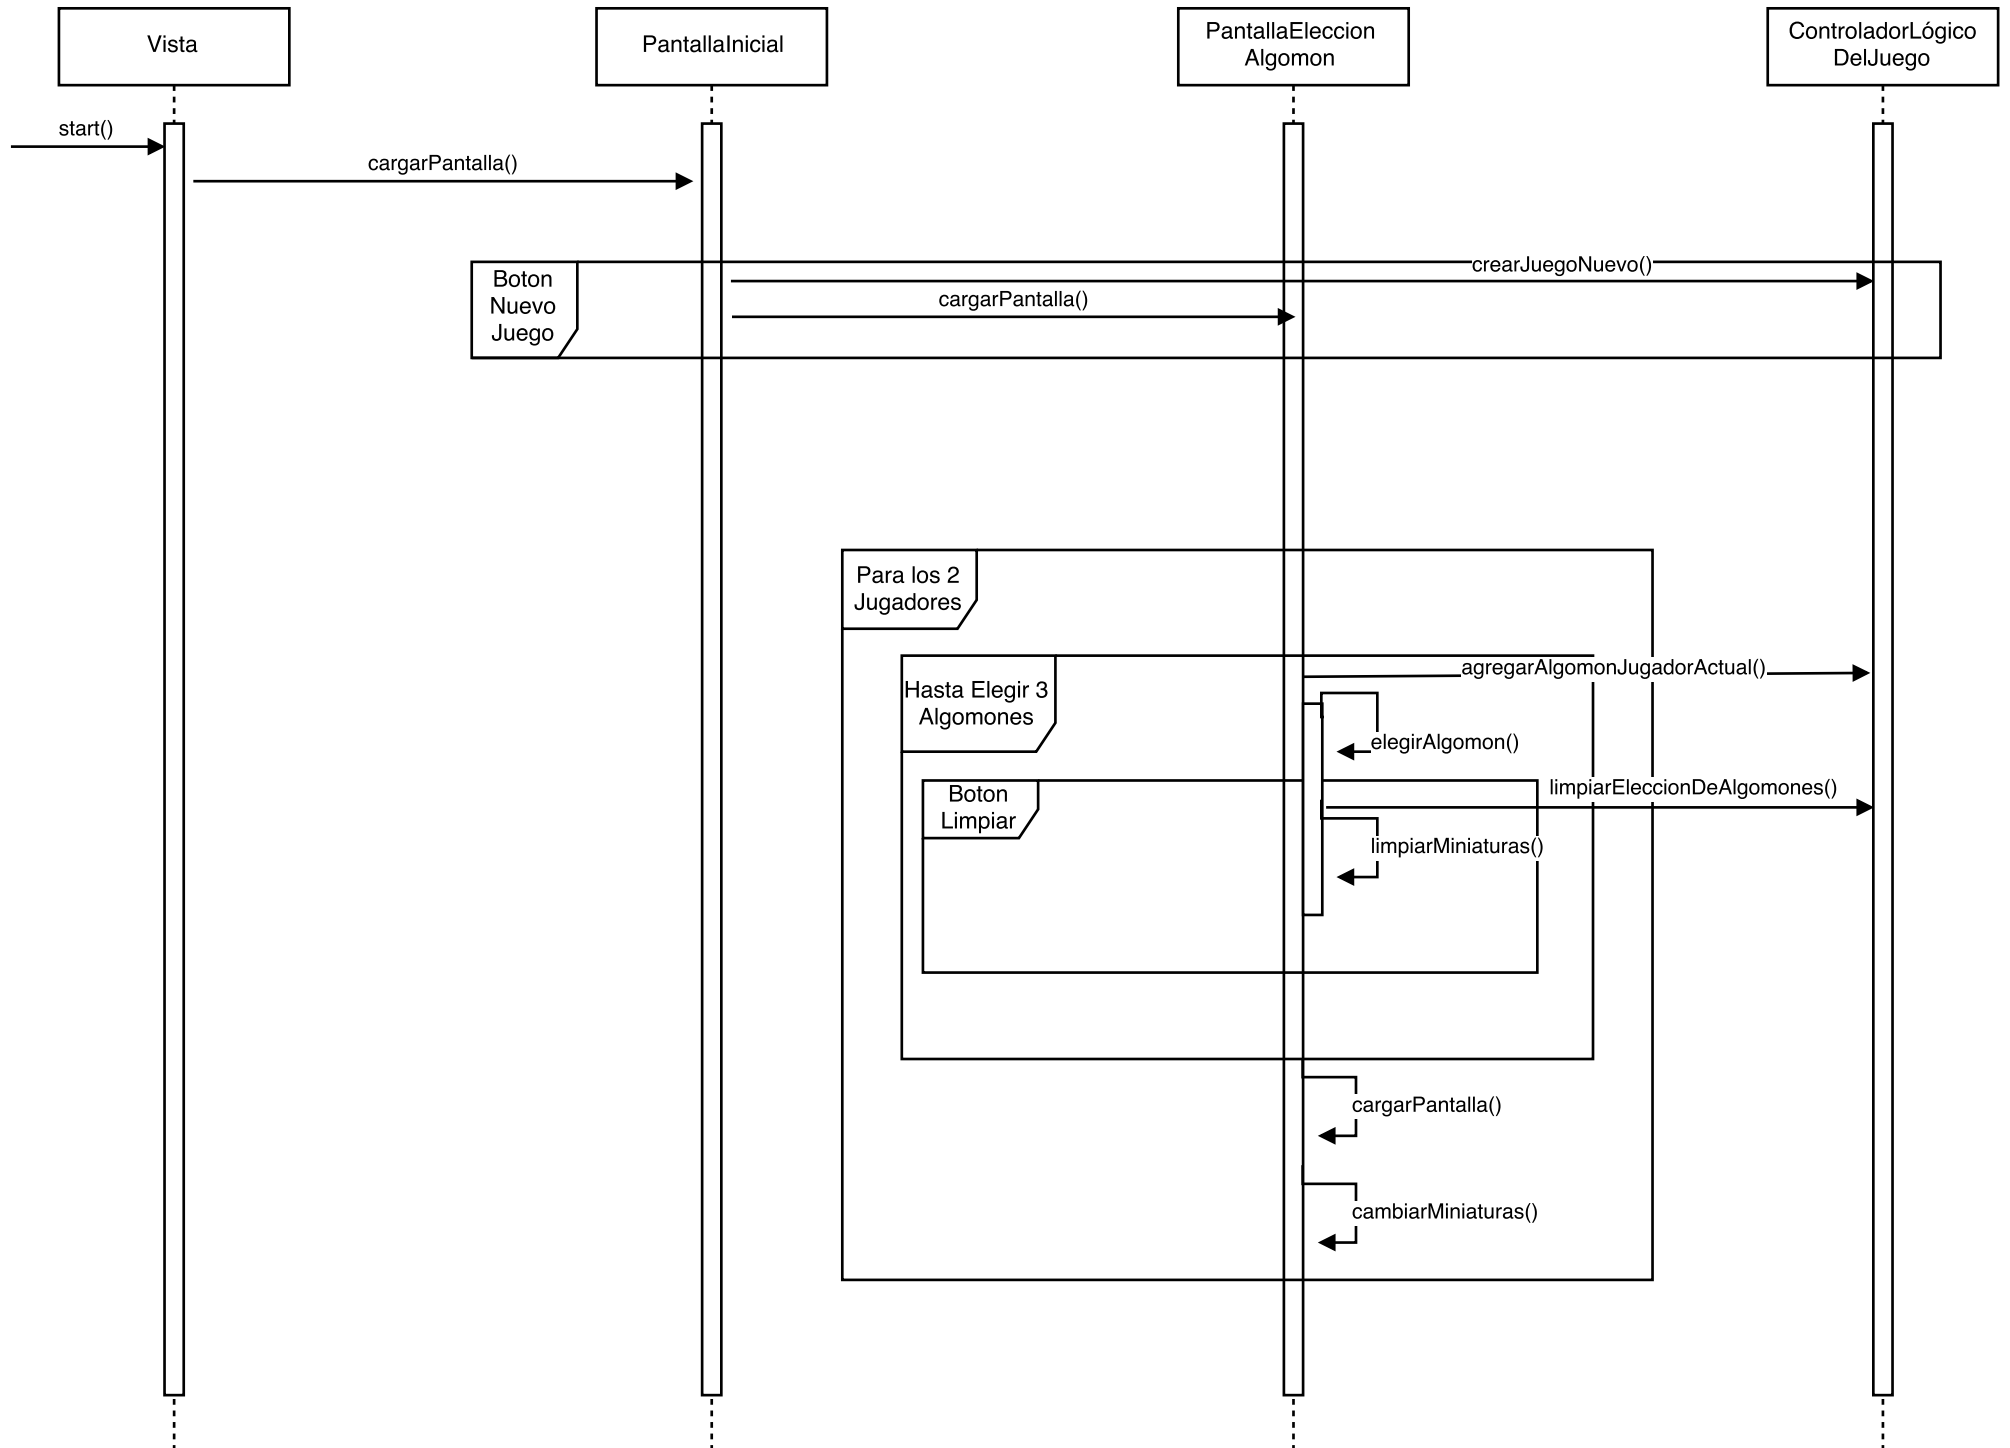 Vista
PantallaInicial
PantallaEleccion
Algomon
ControladorLógico
DelJuego
start()
cargarPantalla()
Boton
Nuevo
Juego
crearJuegoNuevo()
cargarPantalla()
Para los 2
Jugadores
Hasta Elegir 3
Algomones
agregarAlgomonJugadorActual()
elegirAlgomon()
Boton
Limpiar
limpiarEleccionDeAlgomones()
limpiarMiniaturas()
cargarPantalla()
cambiarMiniaturas()